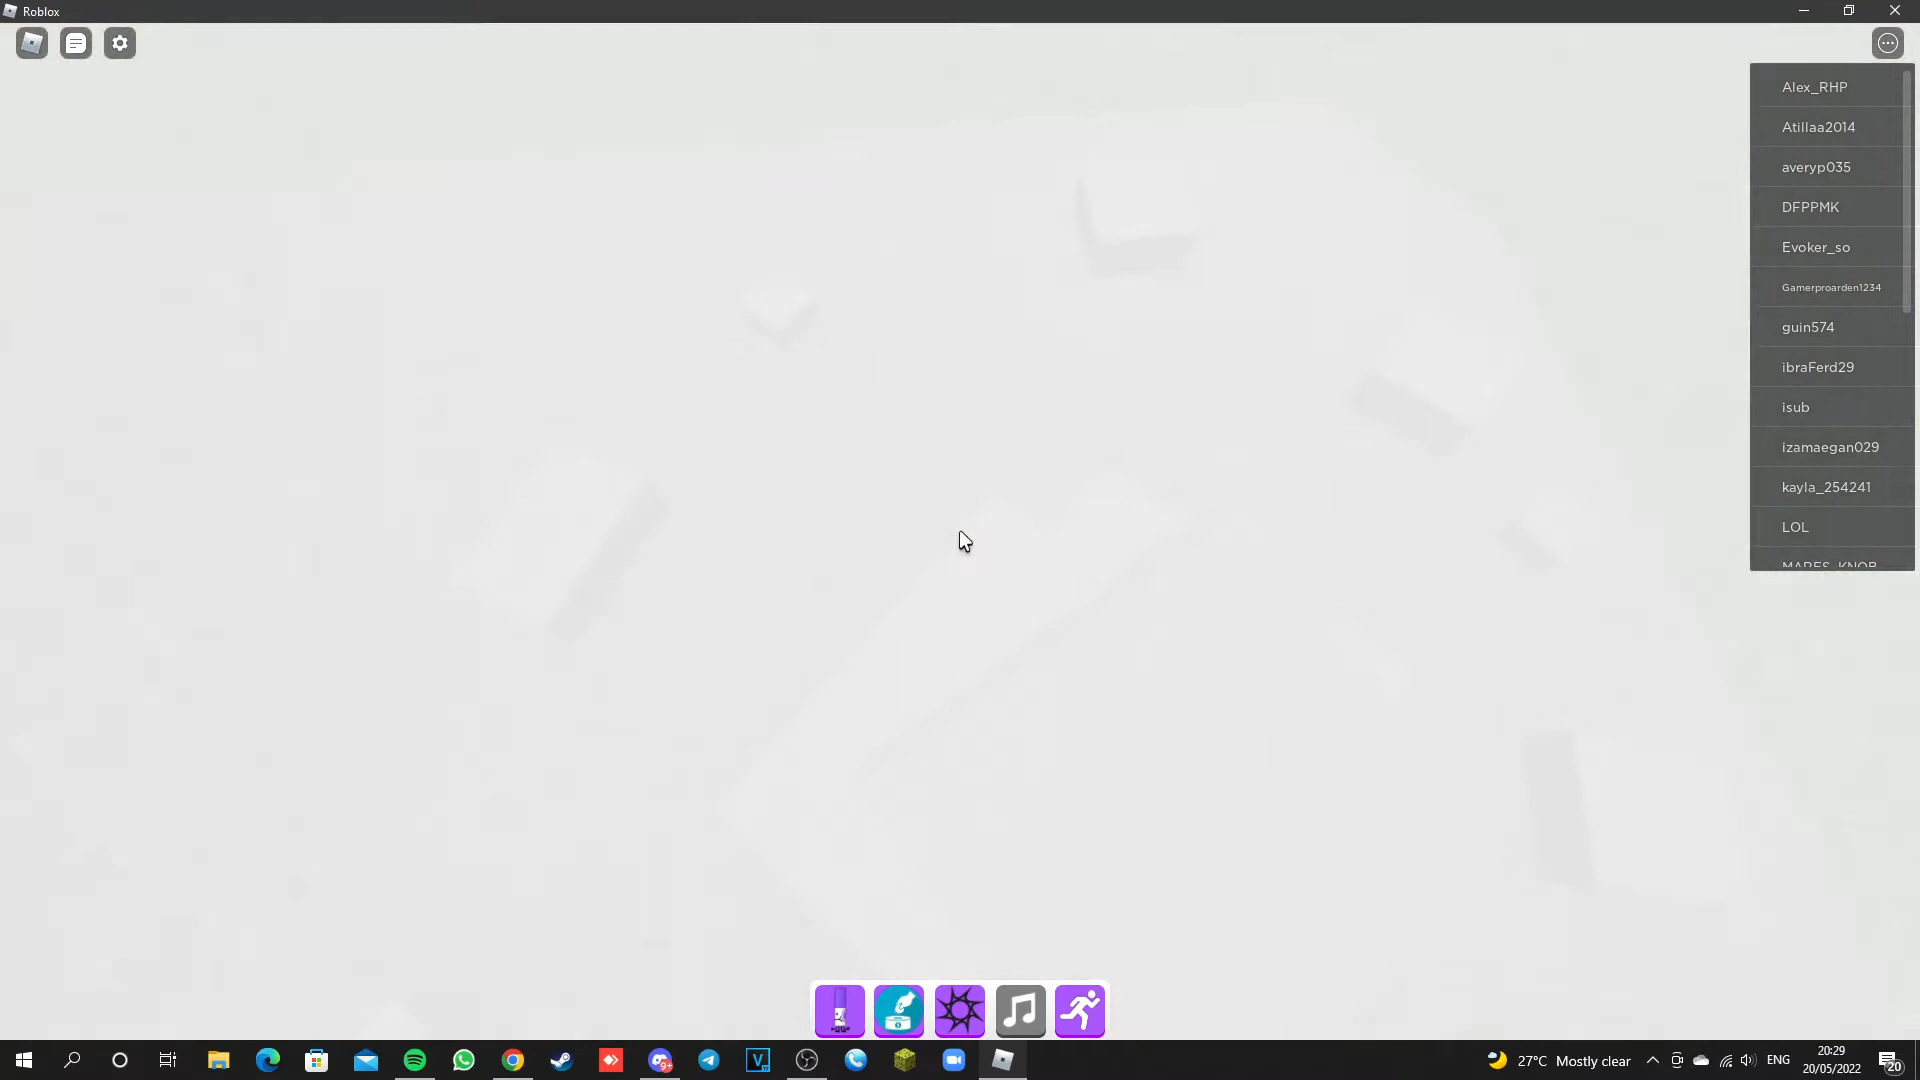 Roblox
Alex_RHP
Atillaa2014
averyp035
DFPPMK
Evoker_so
Gamerproarden1234
guin574
ibraFerd29
isub
izamaegan029
kayla_254241
LOL
27°C Mostly clear
ENG
20:29
20/05/2022
20
9+
V